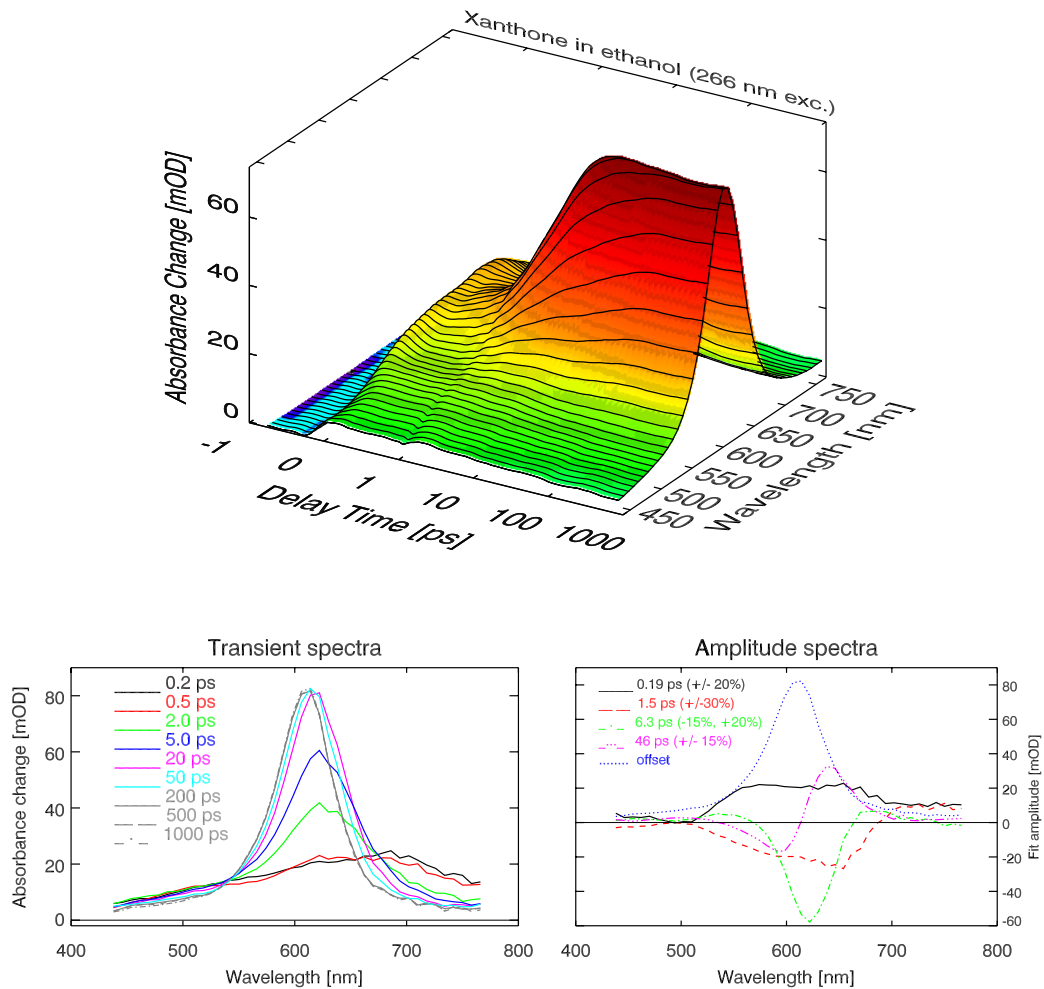 Xanthone in ethanol (266 nm exc.)
Absorbance Change [mOD]
60
40
20
0
-1
0
1
10
100
1000
Delay Time [ps]
750
700
650
600
550
500
450
Wavelength [nm]
Transient spectra
Absorbance change [mOD]
80
60
40
20
0
0.2 ps
0.5 ps
2.0 ps
5.0 ps
20 ps
50 ps
200 ps
500 ps
1000 ps
400
500
600
700
800
Wavelength [nm]
Amplitude spectra
0.19 ps (+/- 20%)
1.5 ps (+/-30%)
6.3 ps (-15%, +20%)
46 ps (+/- 15%)
offset
80
60
40
20
0
-20
-40
-60
Fit amplitude [mOD]
400
500
600
700
800
Wavelength [nm]